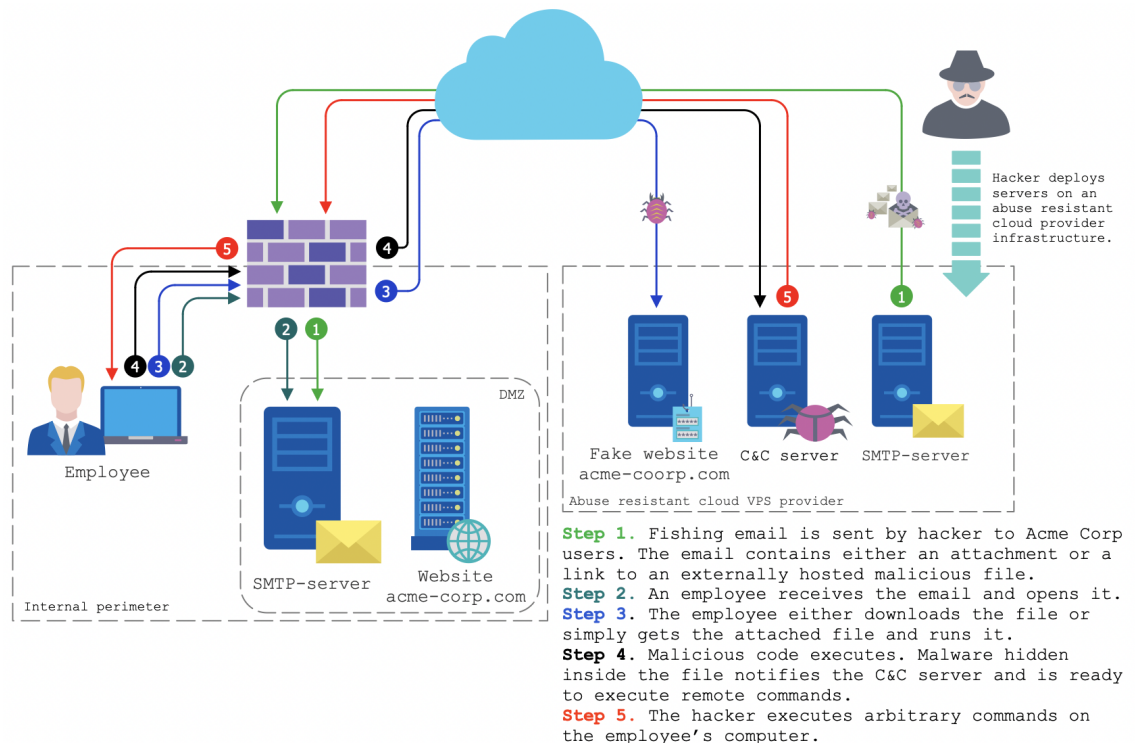 Hacker deploys
servers on an
abuse resistant
cloud provider
infrastructure.
5
4
3
4
3
2
2
1
5
1
DMZ
Employee
SMTP-server
Website
acme-corp.com
Internal perimeter
Fake website
acme-coorp.com
C&C server
SMTP-server
Abuse resistant cloud VPS provider
Step 1. Fishing email is sent by hacker to Acme Corp
users. The email contains either an attachment or a
link to an externally hosted malicious file.
Step 2. An employee receives the email and opens it.
Step 3. The employee either downloads the file or
simply gets the attached file and runs it.
Step 4. Malicious code executes. Malware hidden
inside the file notifies the C&C server and is ready
to execute remote commands.
Step 5. The hacker executes arbitrary commands on
the employee's computer.